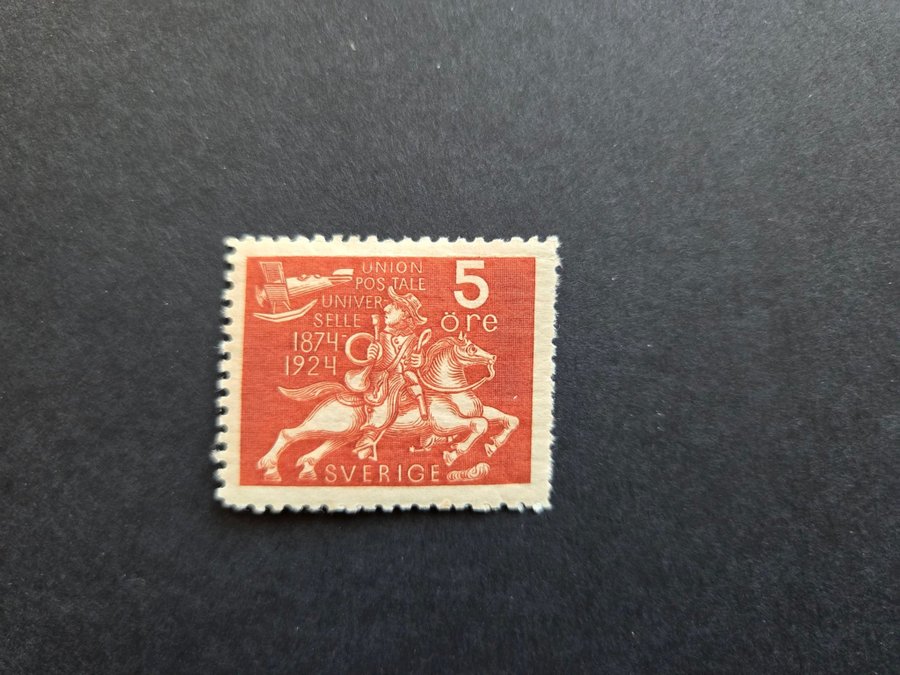 UNION
POSTALE
UNIVER-
SELLE
1874-
1924
5
öre
SVERIGE